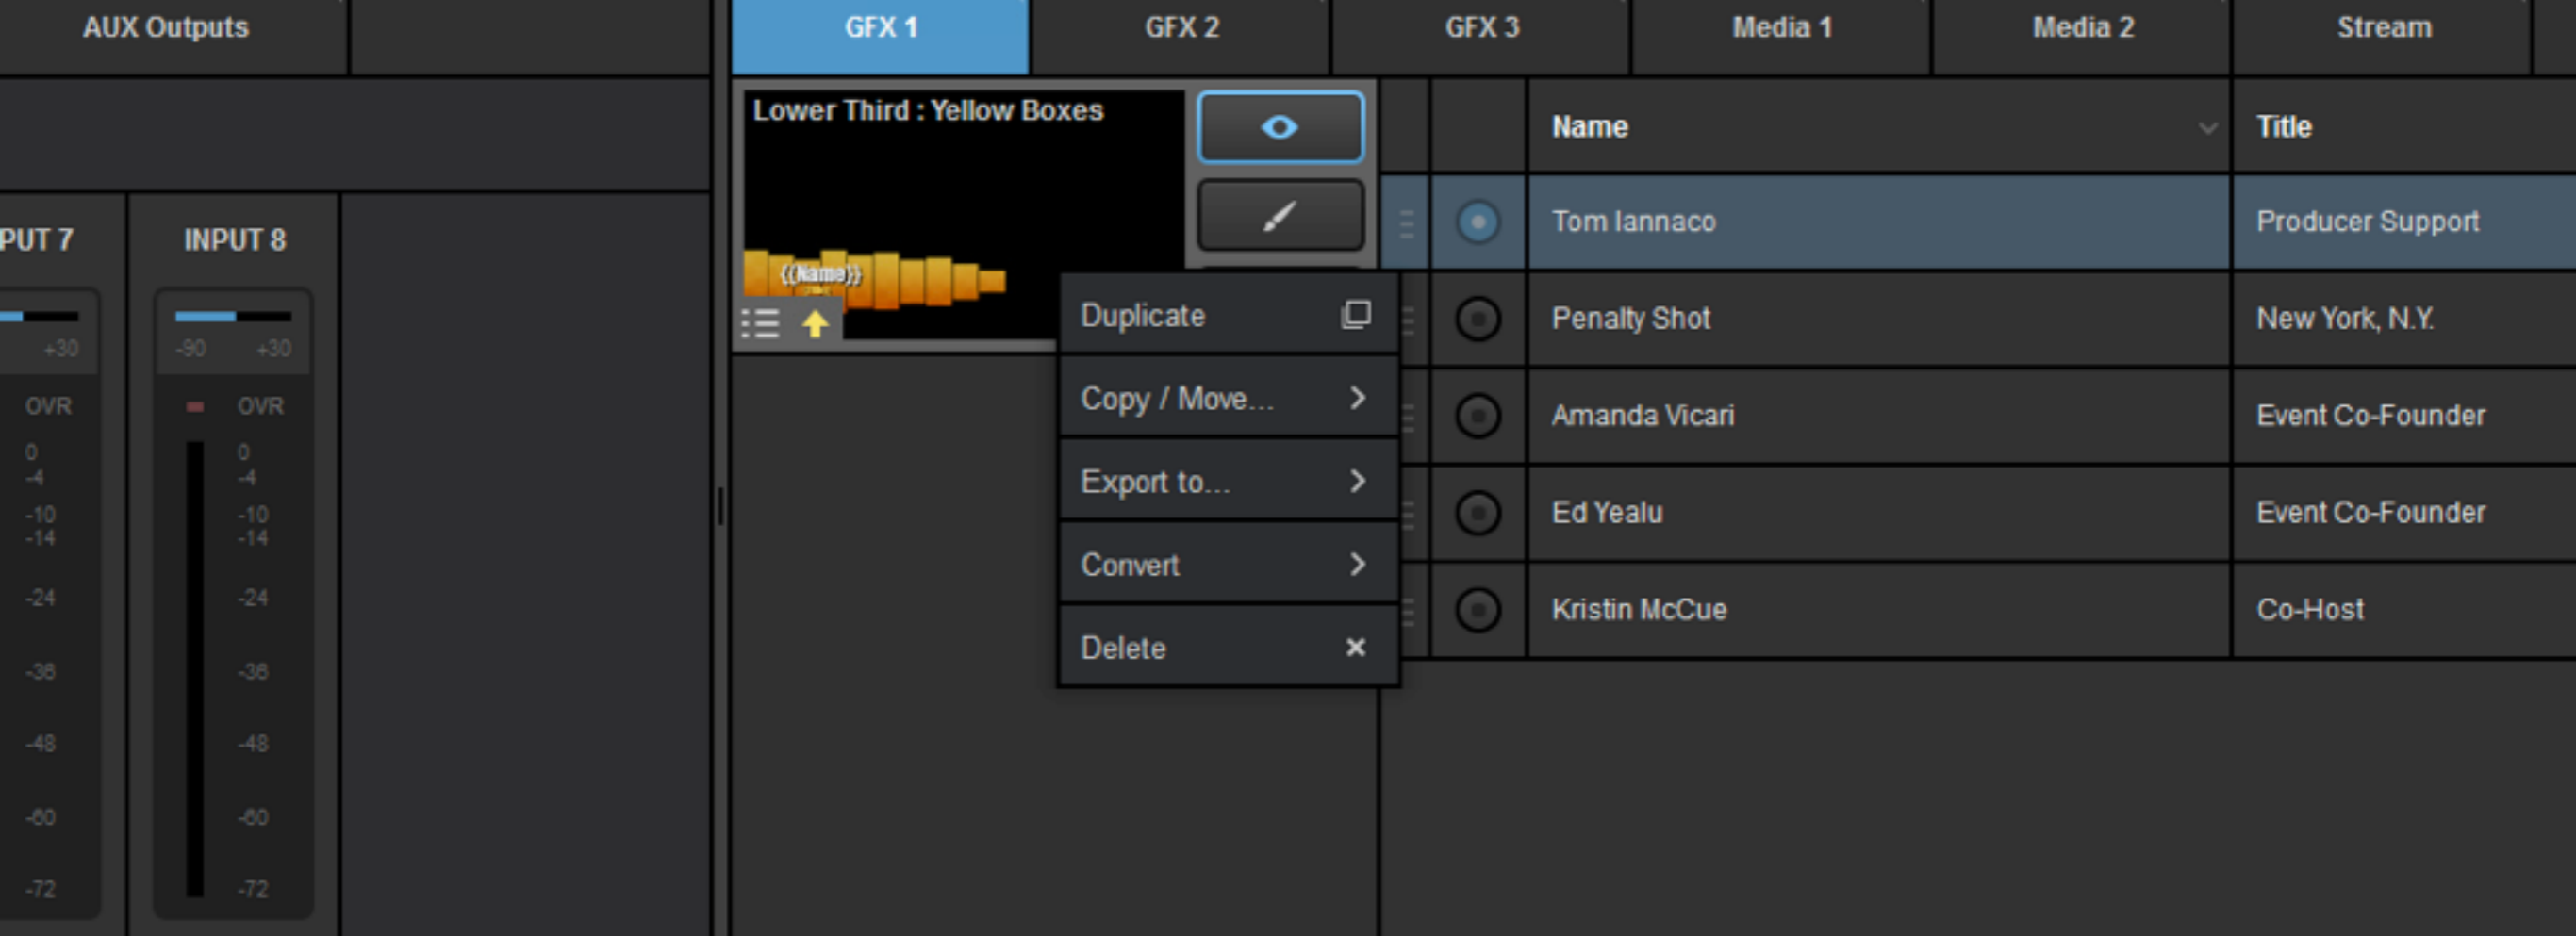 AUX Outputs
GFX 1
GFX 2
GFX 3
Media 1
Media 2
Stream
PUT 7
+30
OVR
0
-4
-10
-14
-24
-36
-48
-60
-72
INPUT 8
-90 +30
OVR
0
-4
-10
-14
-24
-36
-48
-60
-72
Lower Third : Yellow Boxes
{{Name}}
Duplicate
Copy / Move...
Export to...
Convert
Delete
Name Title
Tom Iannaco Producer Support
Penalty Shot New York, N.Y.
Amanda Vicari Event Co-Founder
Ed Yealu Event Co-Founder
Kristin McCue Co-Host